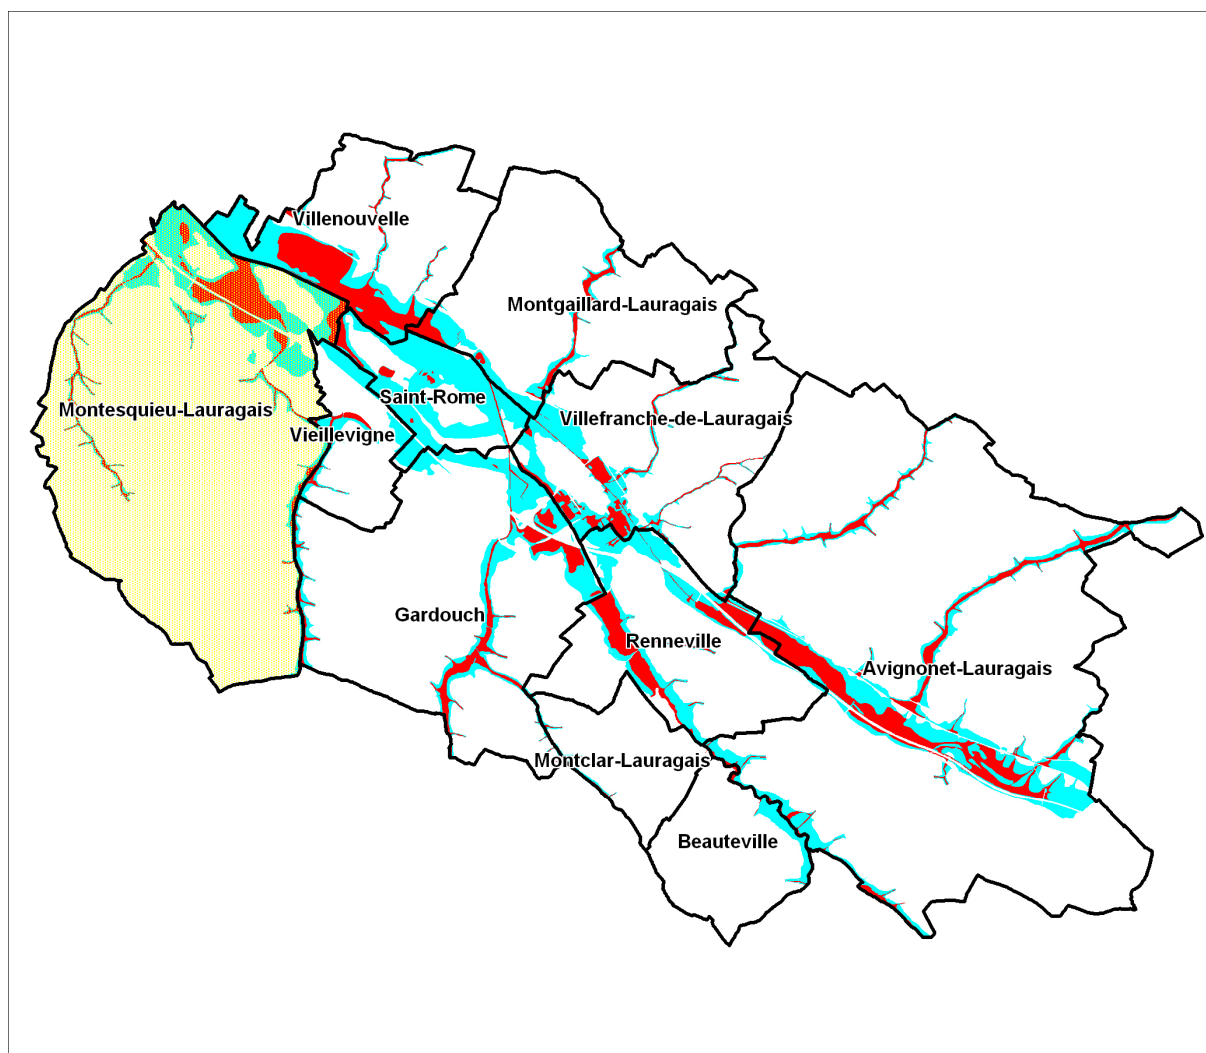 Villenouvelle
Montgaillard-Lauragais
Saint-Rome
Montesquieu-Lauragais
Villefranche-de-Lauragais
Vieillevigne
Gardouch
Renneville
Avignonet-Lauragais
Montclar-Lauragais
Beauteville